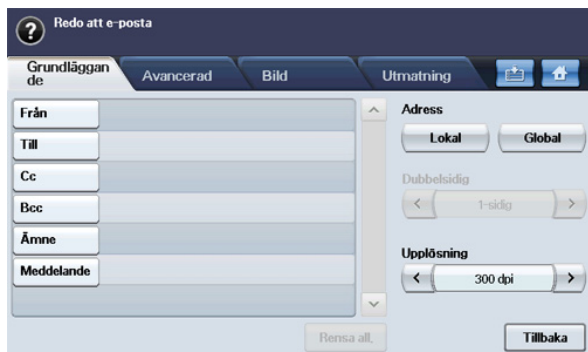 Redo att e-posta
Grundläggan
de
Avancerad
Bild
Utmatning
Från
Till
Cc
Bcc
Ämne
Meddelande
Adress
Lokal
Global
Dubbelsidig
1-sidig
Upplösning
300 dpi
Rensa all.
Tillbaka